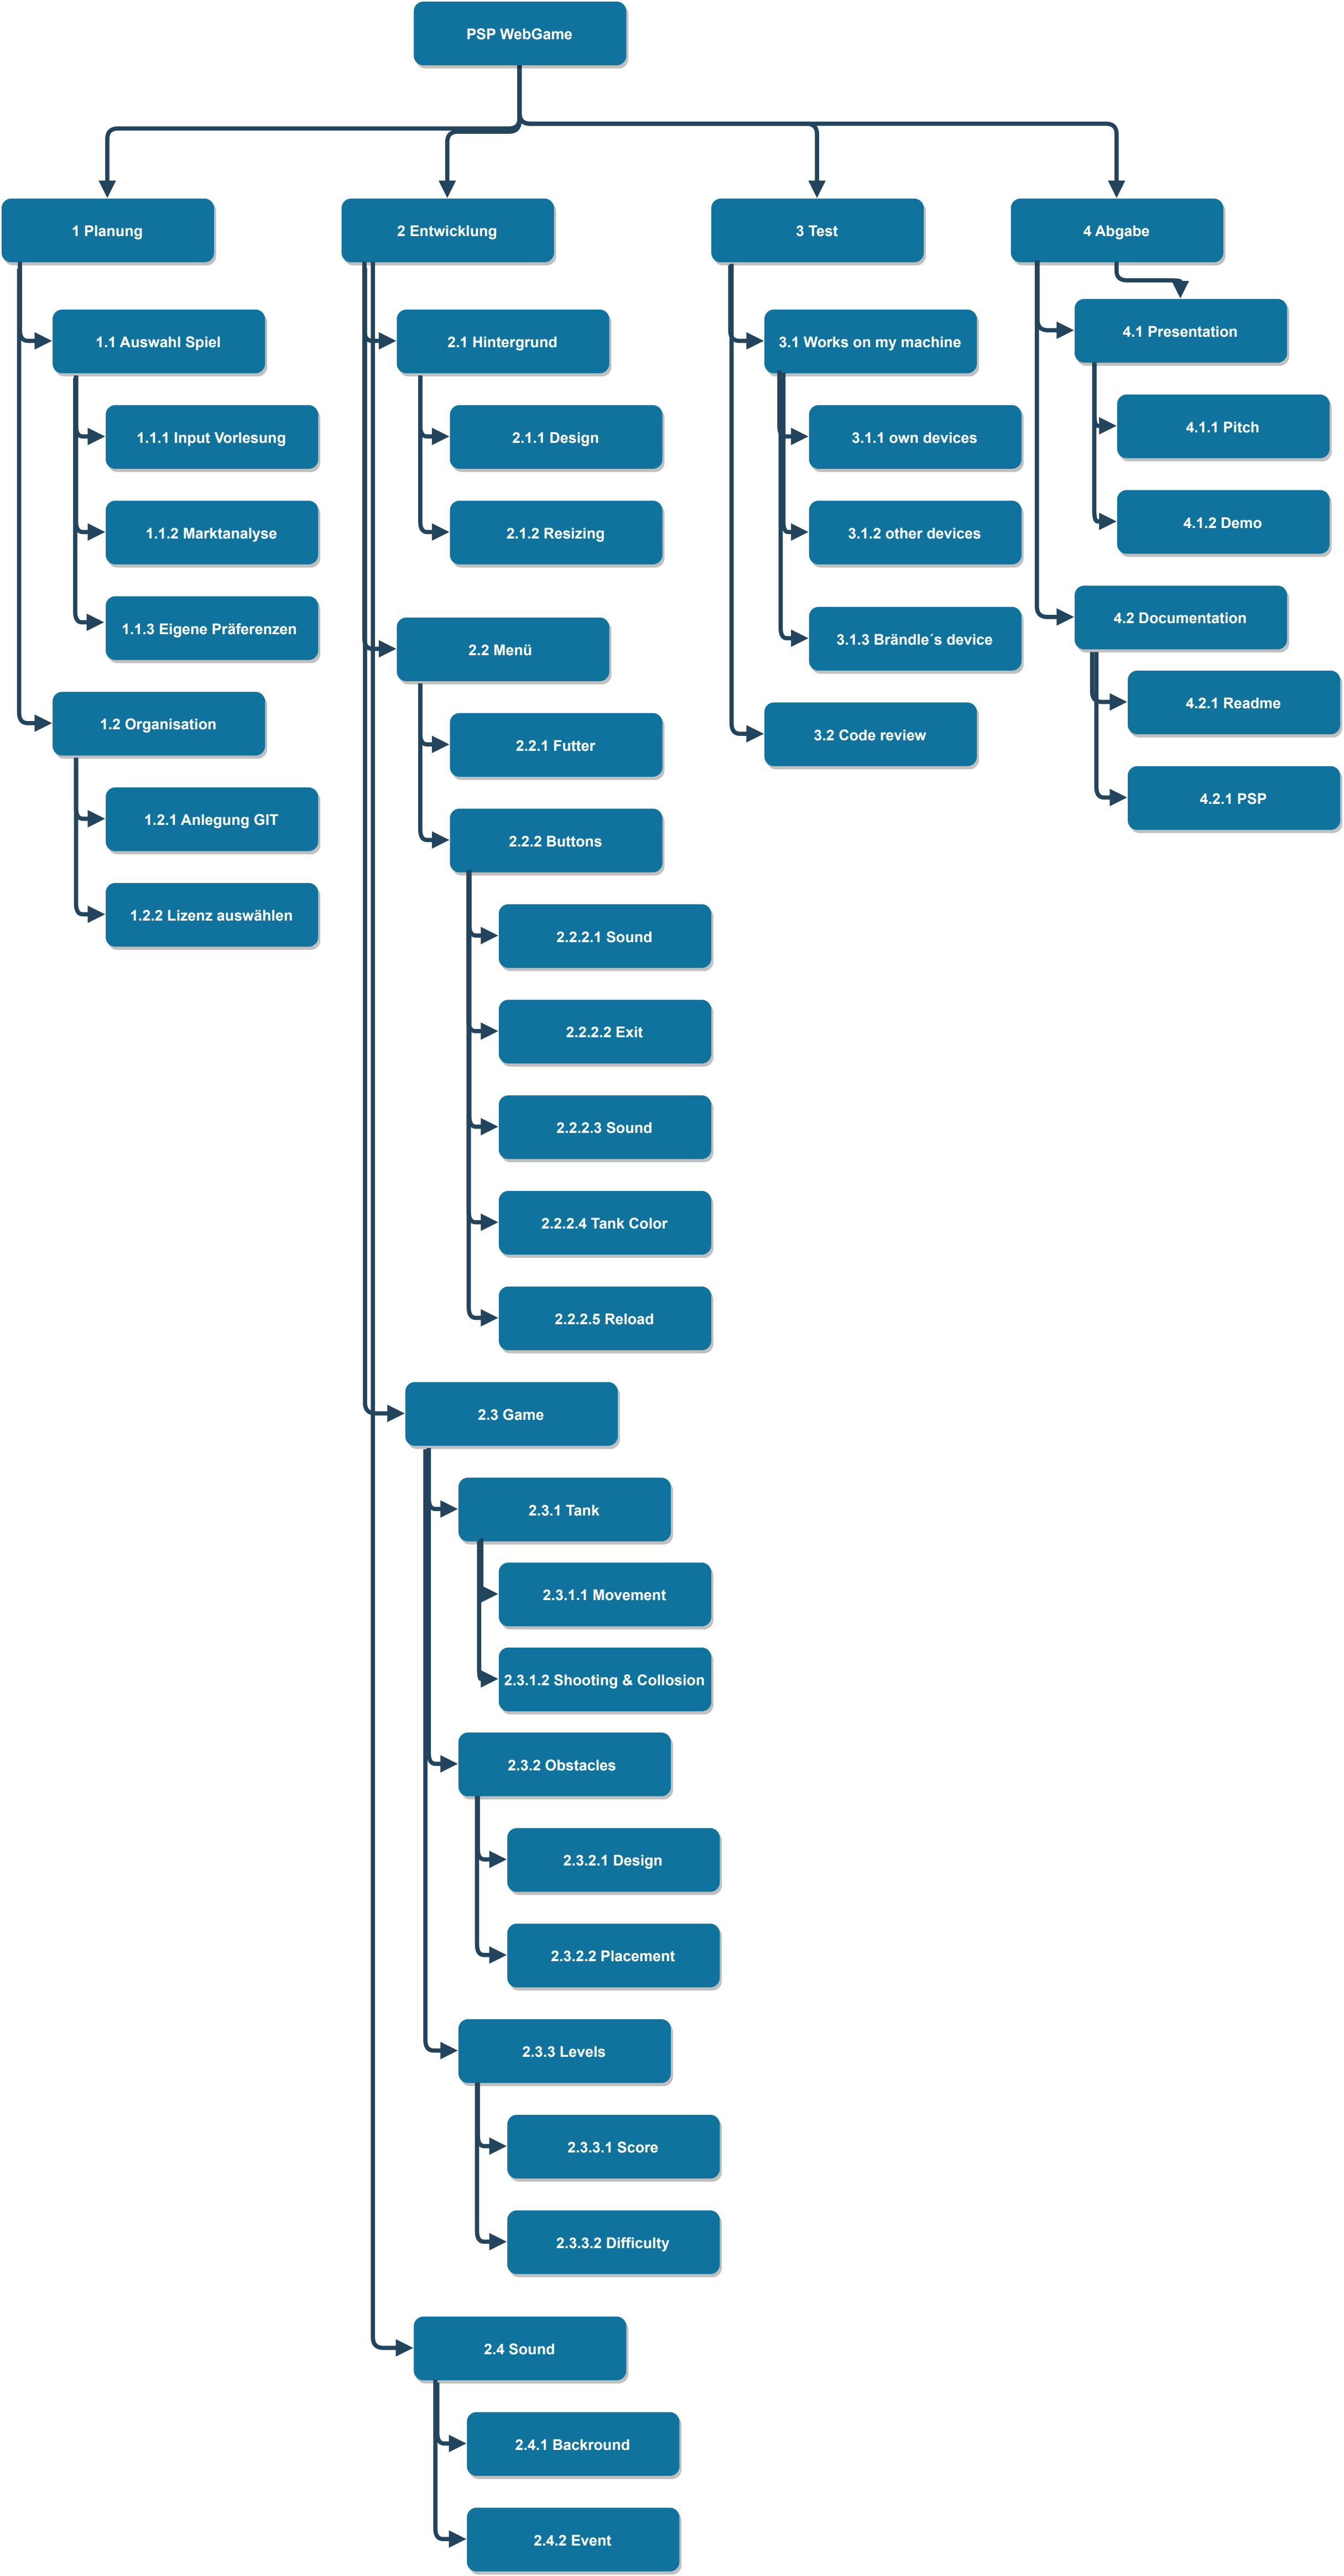 PSP WebGame
1 Planung
1.1 Auswahl Spiel
1.1.1 Input Vorlesung
1.1.2 Marktanalyse
1.1.3 Eigene Präferenzen
1.2 Organisation
1.2.1 Anlegung GIT
1.2.2 Lizenz auswählen
2 Entwicklung
2.1 Hintergrund
2.1.1 Design
2.1.2 Resizing
2.2 Menü
2.2.1 Futter
2.2.2 Buttons
2.2.2.1 Sound
2.2.2.2 Exit
2.2.2.3 Sound
2.2.2.4 Tank Color
2.2.2.5 Reload
2.3 Game
2.3.1 Tank
2.3.1.1 Movement
2.3.1.2 Shooting & Collosion
2.3.2 Obstacles
2.3.2.1 Design
2.3.2.2 Placement
2.3.3 Levels
2.3.3.1 Score
2.3.3.2 Difficulty
2.4 Sound
2.4.1 Backround
2.4.2 Event
3 Test
3.1 Works on my machine
3.1.1 own devices
3.1.2 other devices
3.1.3 Brändle´s device
3.2 Code review
4 Abgabe
4.1 Presentation
4.1.1 Pitch
4.1.2 Demo
4.2 Documentation
4.2.1 Readme
4.2.1 PSP